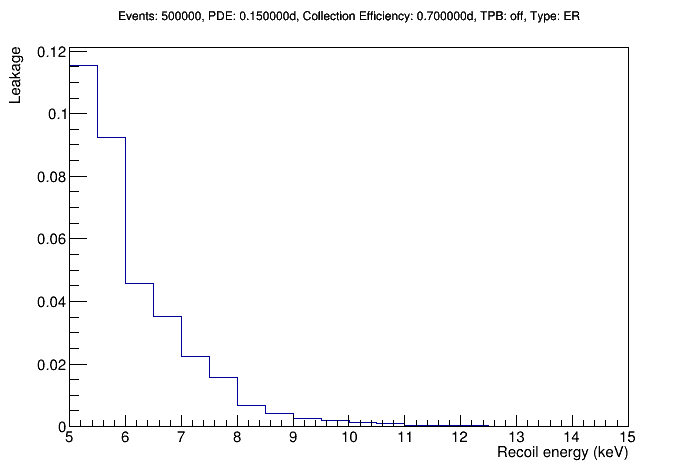 Events: 500000, PDE: 0.150000d, Collection Efficiency: 0.700000d, TPB: off, Type: ER
Leakage
0.12
0.1
0.08
0.06
0.04
0.02
0
5 6 7 8 9 10 11 12 13 14 15
Recoil energy (keV)